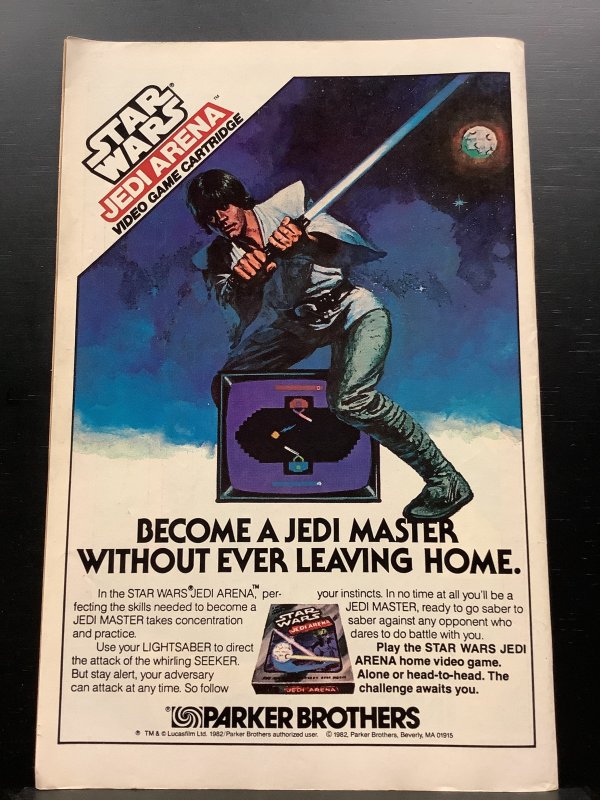 STAR
WARS®
JEDI ARENA™
VIDEO GAME CARTRIDGE
BECOME A JEDI MASTER
WITHOUT EVER LEAVING HOME.
In the STAR WARS® JEDI ARENA,™ per-
fecting the skills needed to become a
JEDI MASTER takes concentration
and practice.
Use your LIGHTSABER to direct
the attack of the whirling SEEKER.
But stay alert, your adversary
can attack at any time. So follow
your instincts. In no time at all you'll be a
JEDI MASTER, ready to go saber to
saber against any opponent who
dares to do battle with you.
Play the STAR WARS JEDI
ARENA home video game.
Alone or head-to-head. The
challenge awaits you.
STAR
WARS
JEDI ARENA
JEDI ARENA
®PARKER BROTHERS
® TM & © Lucasfilm Ltd. 1982/Parker Brothers authorized user. © 1982, Parker Brothers, Beverly, MA 01915